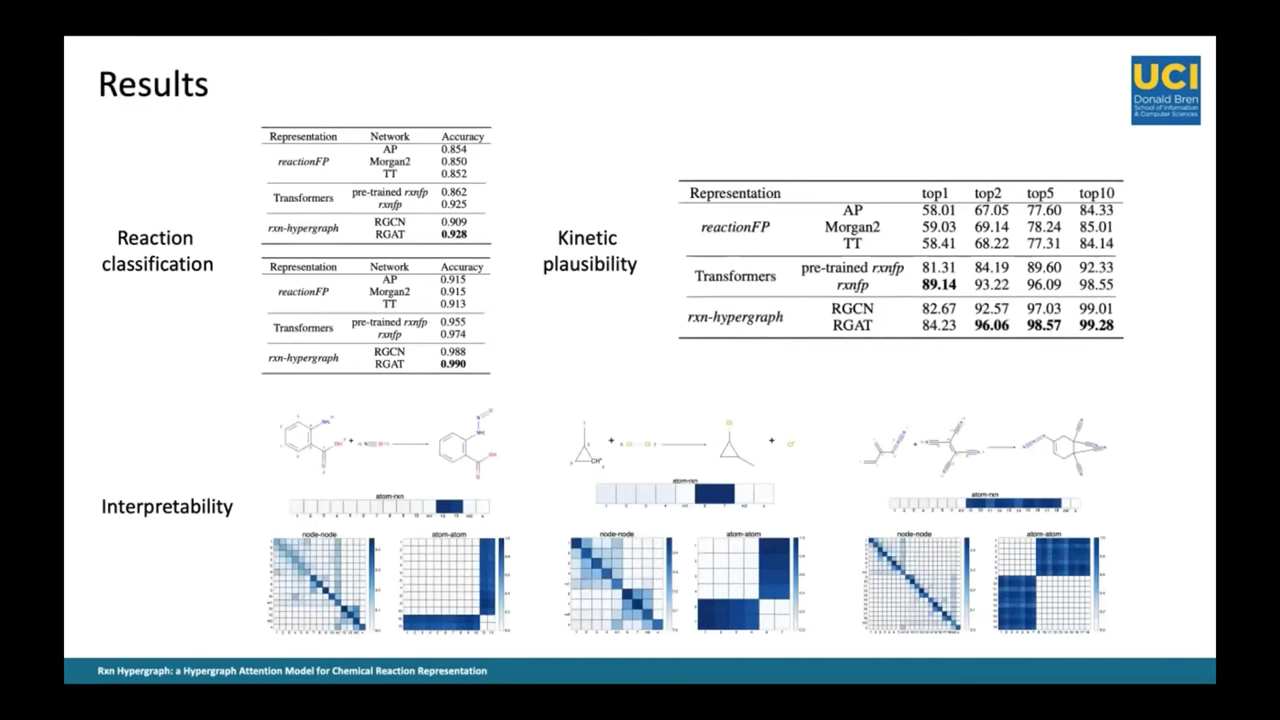 Results
UCI
Donald Bren
School of Information
& Computer Sciences
Reaction
classification
Representation Network Accuracy
reactionFP AP 0.854
Morgan2 0.850
TT 0.852
Transformers pre-trained rxnfp 0.862
rxnfp 0.925
rxn-hypergraph RGCN 0.909
RGAT 0.928
Representation Network Accuracy
reactionFP AP 0.915
Morgan2 0.915
TT 0.913
Transformers pre-trained rxnfp 0.955
rxnfp 0.974
rxn-hypergraph RGCN 0.988
RGAT 0.990
Kinetic
plausibility
Representation top1 top2 top5 top10
reactionFP AP 58.01 67.05 77.60 84.33
Morgan2 59.03 69.14 78.24 85.01
TT 58.41 68.22 77.31 84.14
Transformers pre-trained rxnfp 81.31 84.19 89.60 92.33
rxnfp 89.14 93.22 96.09 98.55
rxn-hypergraph RGCN 82.67 92.57 97.03 99.01
RGAT 84.23 96.06 98.57 99.28
Interpretability
atom-rxn
node-node atom-atom
atom-rxn
node-node atom-atom
atom-rxn
node-node atom-atom
Rxn Hypergraph: a Hypergraph Attention Model for Chemical Reaction Representation